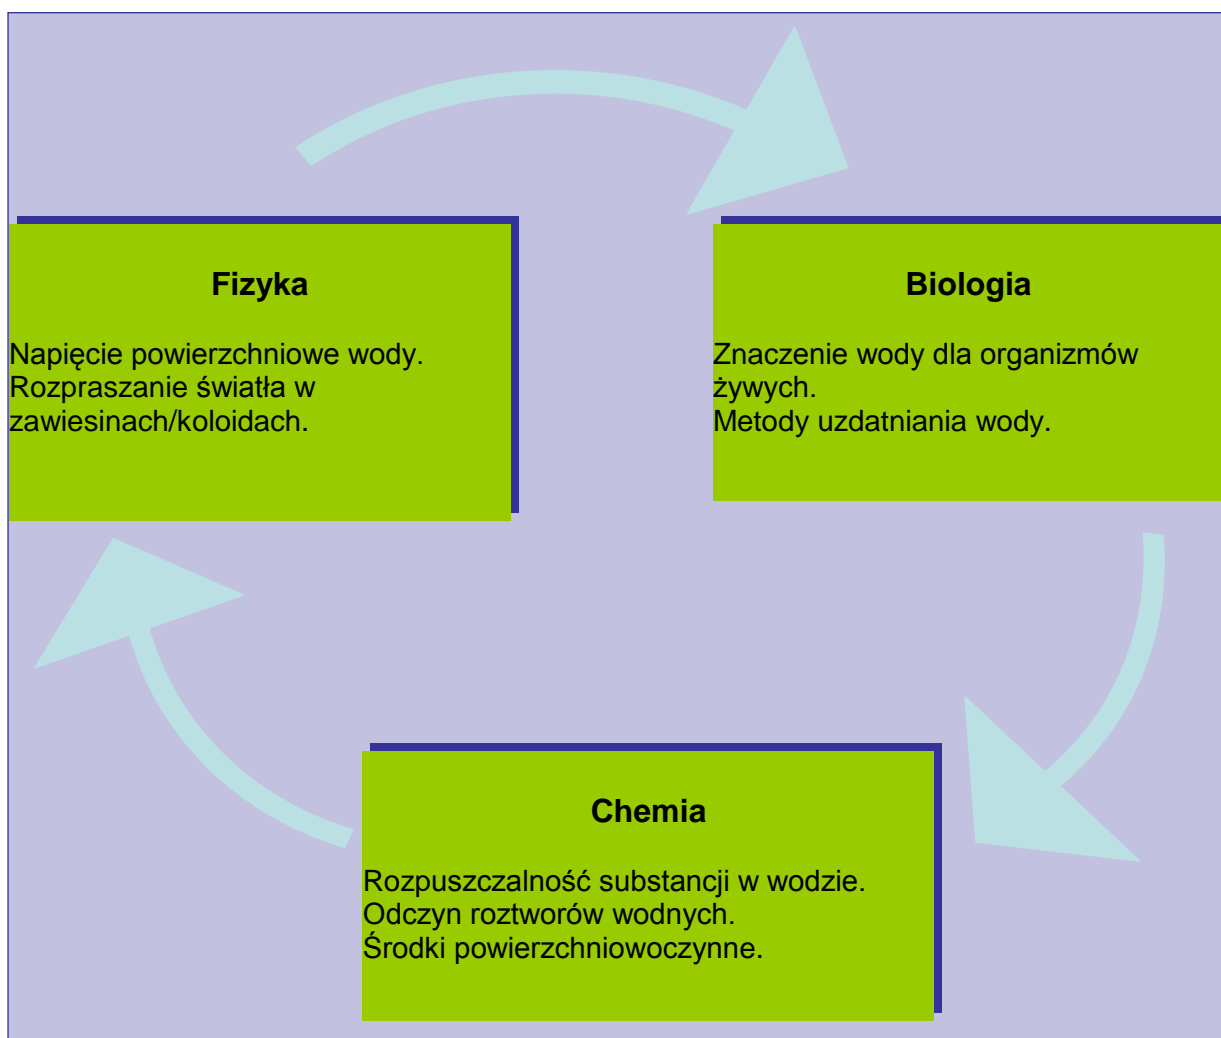 Fizyka
Napięcie powierzchniowe wody.
Rozpraszanie światła w
zawiesinach/koloidach.
Biologia
Znaczenie wody dla organizmów
żywych.
Metody uzdatniania wody.
Chemia
Rozpuszczalność substancji w wodzie.
Odczyn roztworów wodnych.
Środki powierzchniowoczynne.